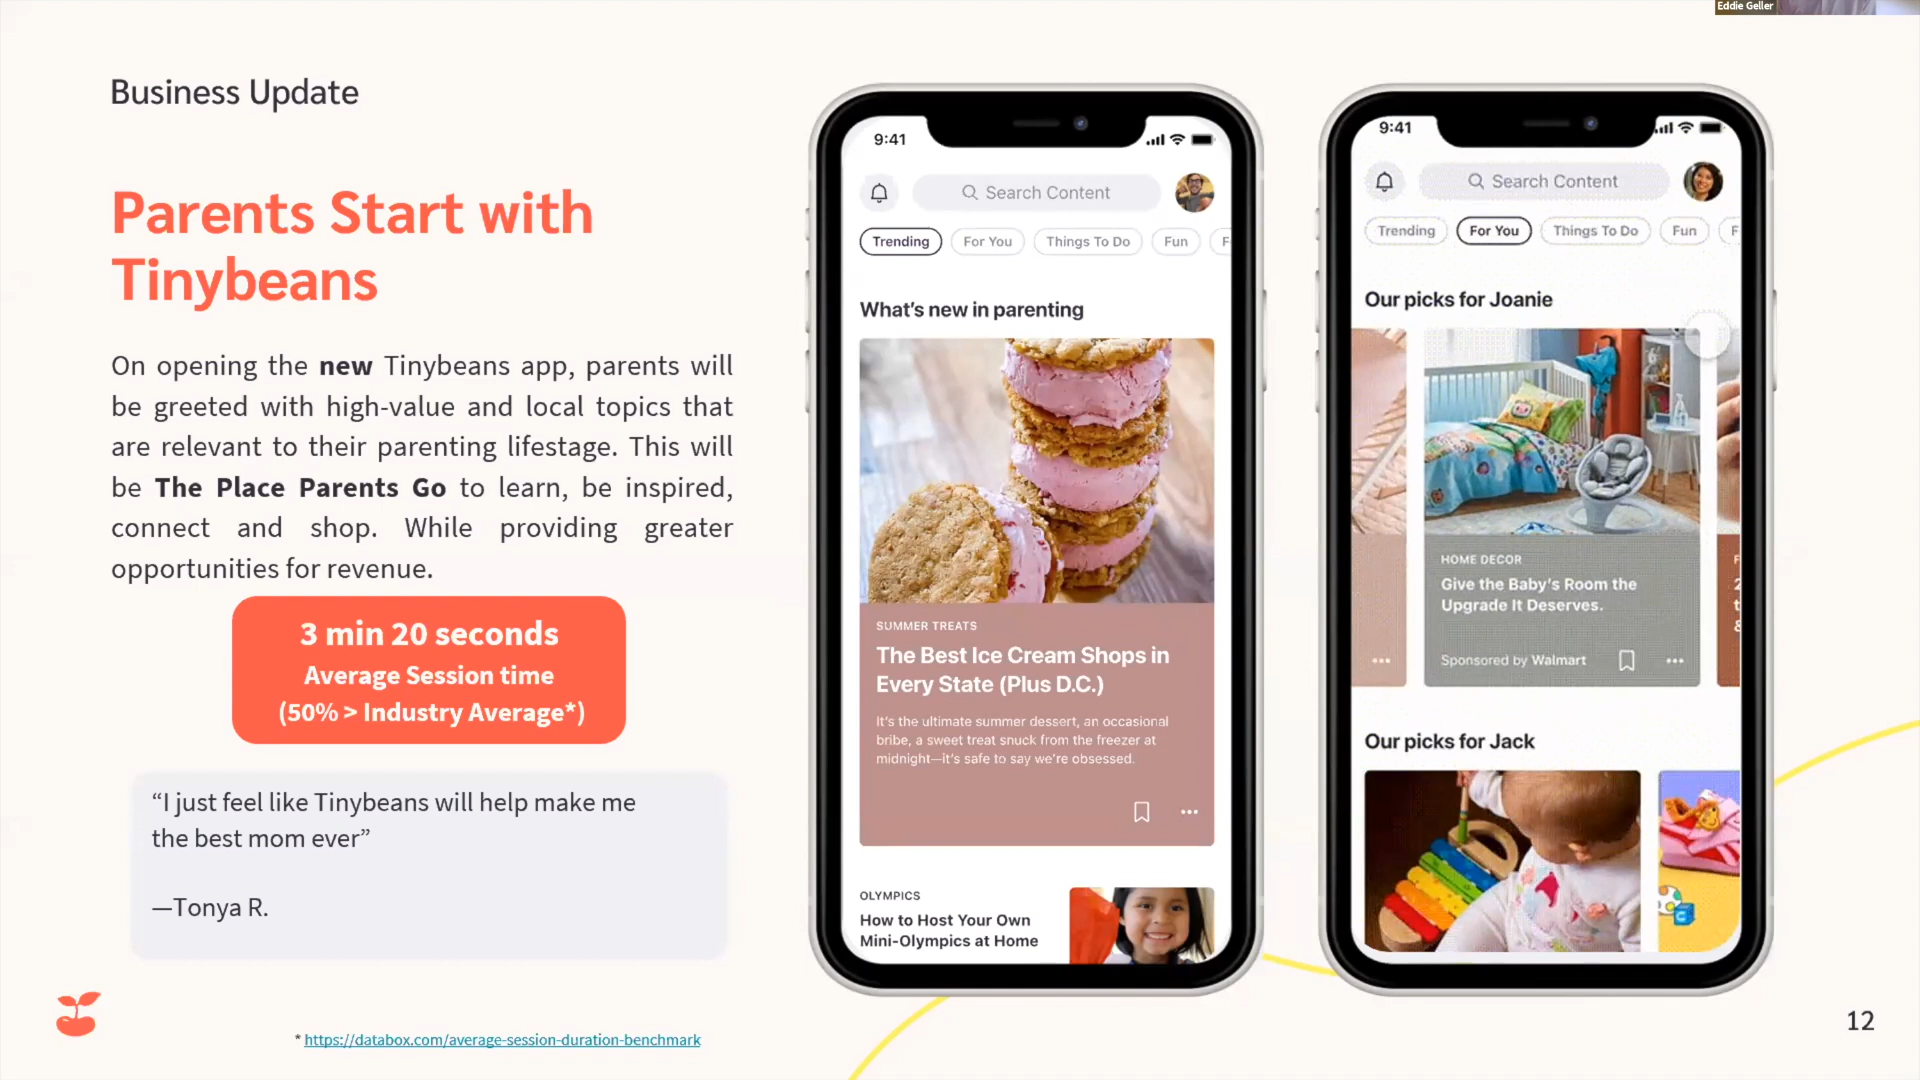 Eddie Geller
Business Update
Parents Start with
Tinybeans
On opening the new Tinybeans app, parents will
be greeted with high-value and local topics that
are relevant to their parenting lifestage. This will
be The Place Parents Go to learn, be inspired,
connect and shop. While providing greater
opportunities for revenue.
3 min 20 seconds
Average Session time
(50% > Industry Average*)
“I just feel like Tinybeans will help make me
the best mom ever”
—Tonya R.
* https://databox.com/average-session-duration-benchmark
9:41
Search Content
Trending For You Things To Do Fun F
What's new in parenting
SUMMER TREATS
The Best Ice Cream Shops in
Every State (Plus D.C.)
It's the ultimate summer dessert, an occasional
bribe, a sweet treat snuck from the freezer at
midnight—it's safe to say we're obsessed.
OLYMPICS
How to Host Your Own
Mini-Olympics at Home
9:41
Search Content
Trending For You Things To Do Fun F
Our picks for Joanie
HOME DECOR
Give the Baby's Room the
Upgrade It Deserves.
Sponsored by Walmart
Our picks for Jack
12